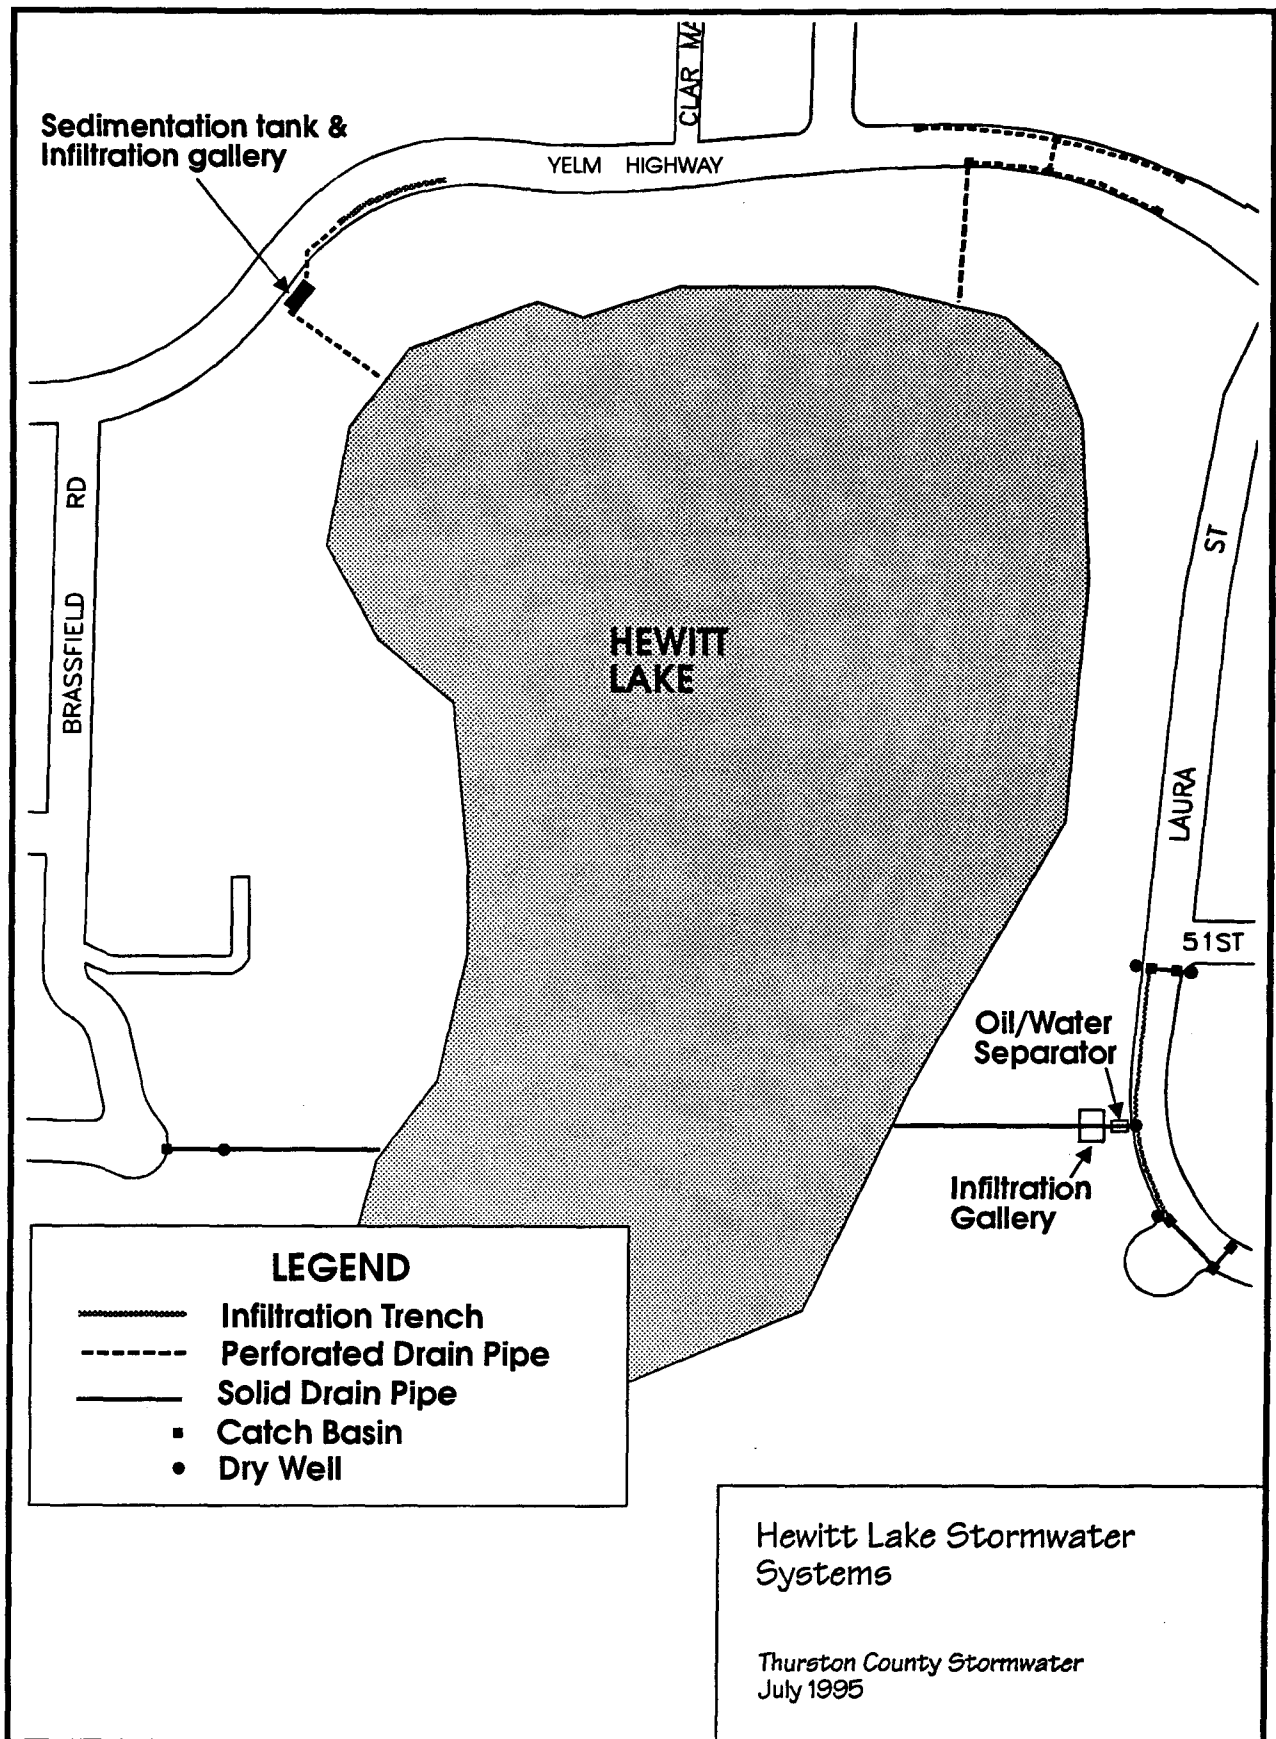 CLAR MA
Sedimentation tank &
Infiltration gallery
YELM HIGHWAY
BRASSFIELD RD
HEWITT
LAKE
LAURA ST
51ST
Oil/Water
Separator
Infiltration
Gallery
LEGEND
Infiltration Trench
Perforated Drain Pipe
Solid Drain Pipe
Catch Basin
Dry Well
Hewitt Lake Stormwater
Systems
Thurston County Stormwater
July 1995